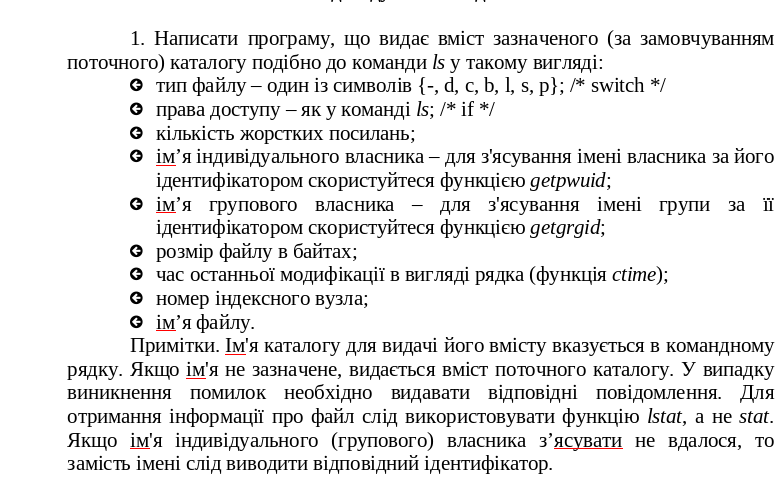 1. Написати програму, що видає вміст зазначеного (за замовчуванням
поточного) каталогу подібно до команди ls у такому вигляді:
тип файлу – один із символів {-, d, c, b, l, s, p}; /* switch */
права доступу – як у команді ls; /* if */
кількість жорстких посилань;
ім’я індивідуального власника – для з'ясування імені власника за його
ідентифікатором скористуйтеся функцією getpwuid;
ім’я групового власника – для з'ясування імені групи за її
ідентифікатором скористуйтеся функцією getgrgid;
розмір файлу в байтах;
час останньої модифікації в вигляді рядка (функція ctime);
номер індексного вузла;
ім’я файлу.
Примітки. Ім'я каталогу для видачі його вмісту вказується в командному
рядку. Якщо ім'я не зазначене, видається вміст поточного каталогу. У випадку
виникнення помилок необхідно видавати відповідні повідомлення. Для
отримання інформації про файл слід використовувати функцію lstat, а не stat.
Якщо ім'я індивідуального (групового) власника з’ясувати не вдалося, то
замість імені слід виводити відповідний ідентифікатор.